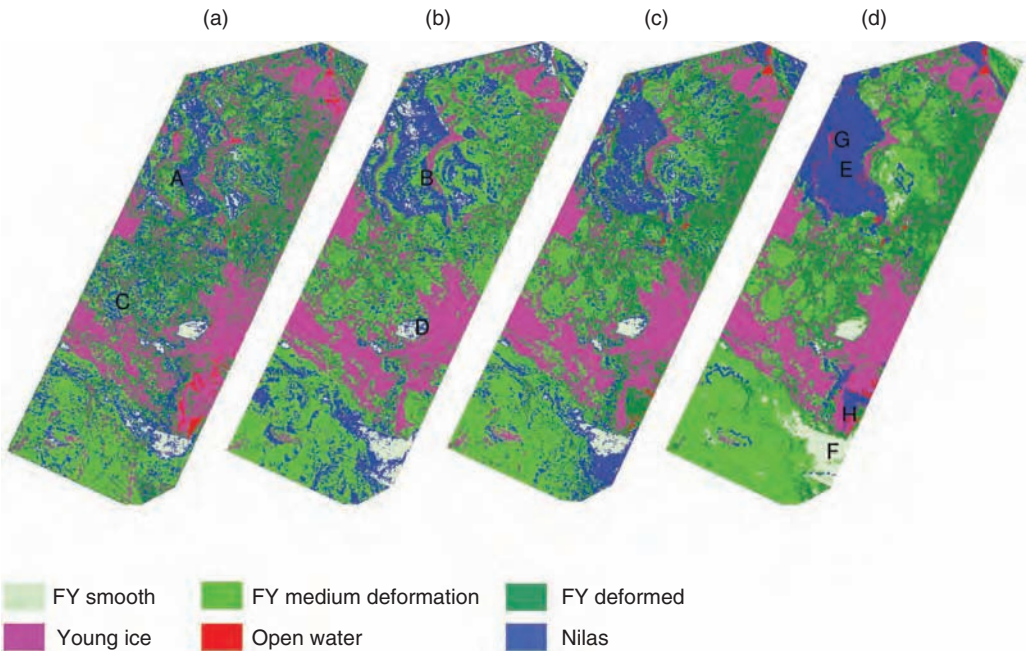 (a) (b) (c) (d)
G
A B E
C
D
H
F
FY smooth FY medium deformation FY deformed
Young ice Open water Nilas